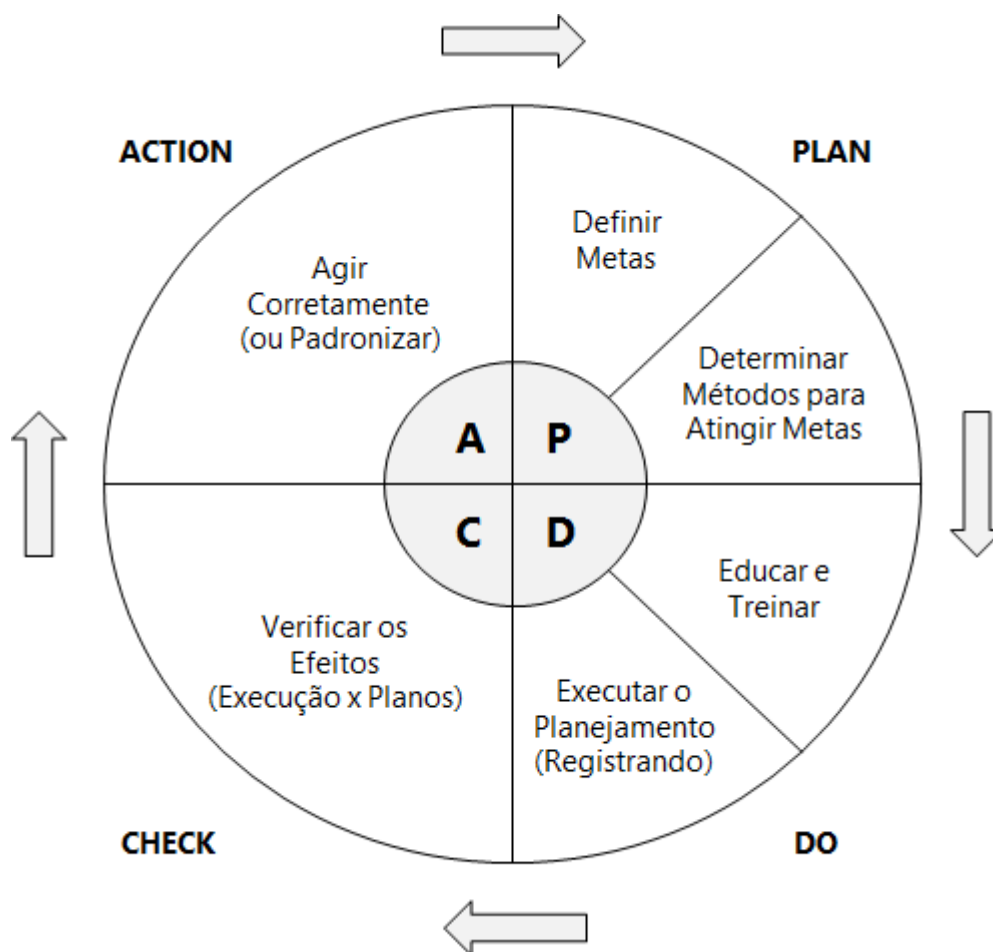 ACTION
PLAN
Definir
Metas
Agir
Corretamente
(ou Padronizar)
Determinar
Métodos para
Atingir Metas
A
P
C
D
Educar e
Treinar
Verificar os
Efeitos
(Execução x Planos)
Executar o
Planejamento
(Registrando)
CHECK
DO